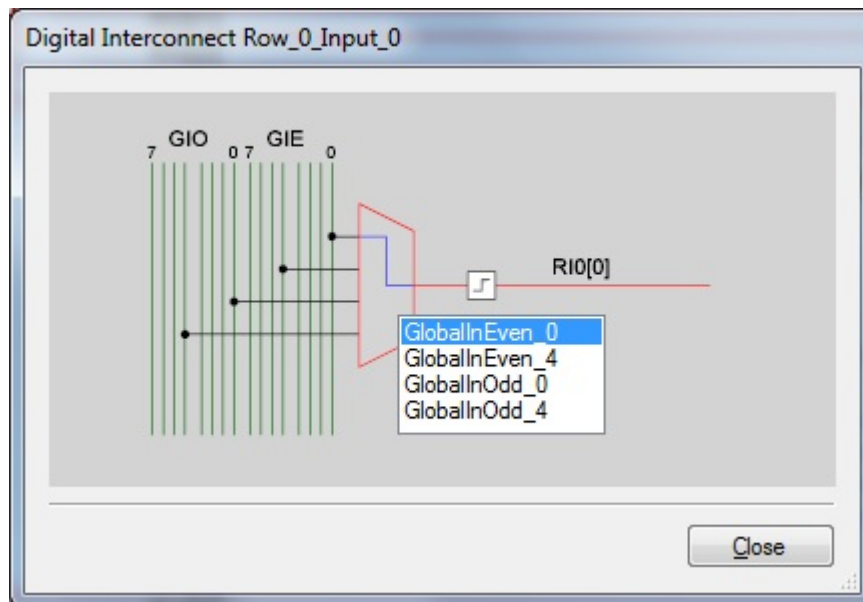 Digital Interconnect Row_0_Input_0
GIO GIE
7 0 7 0
RI0[0]
GlobalInEven_0
GlobalInEven_4
GlobalInOdd_0
GlobalInOdd_4
Close